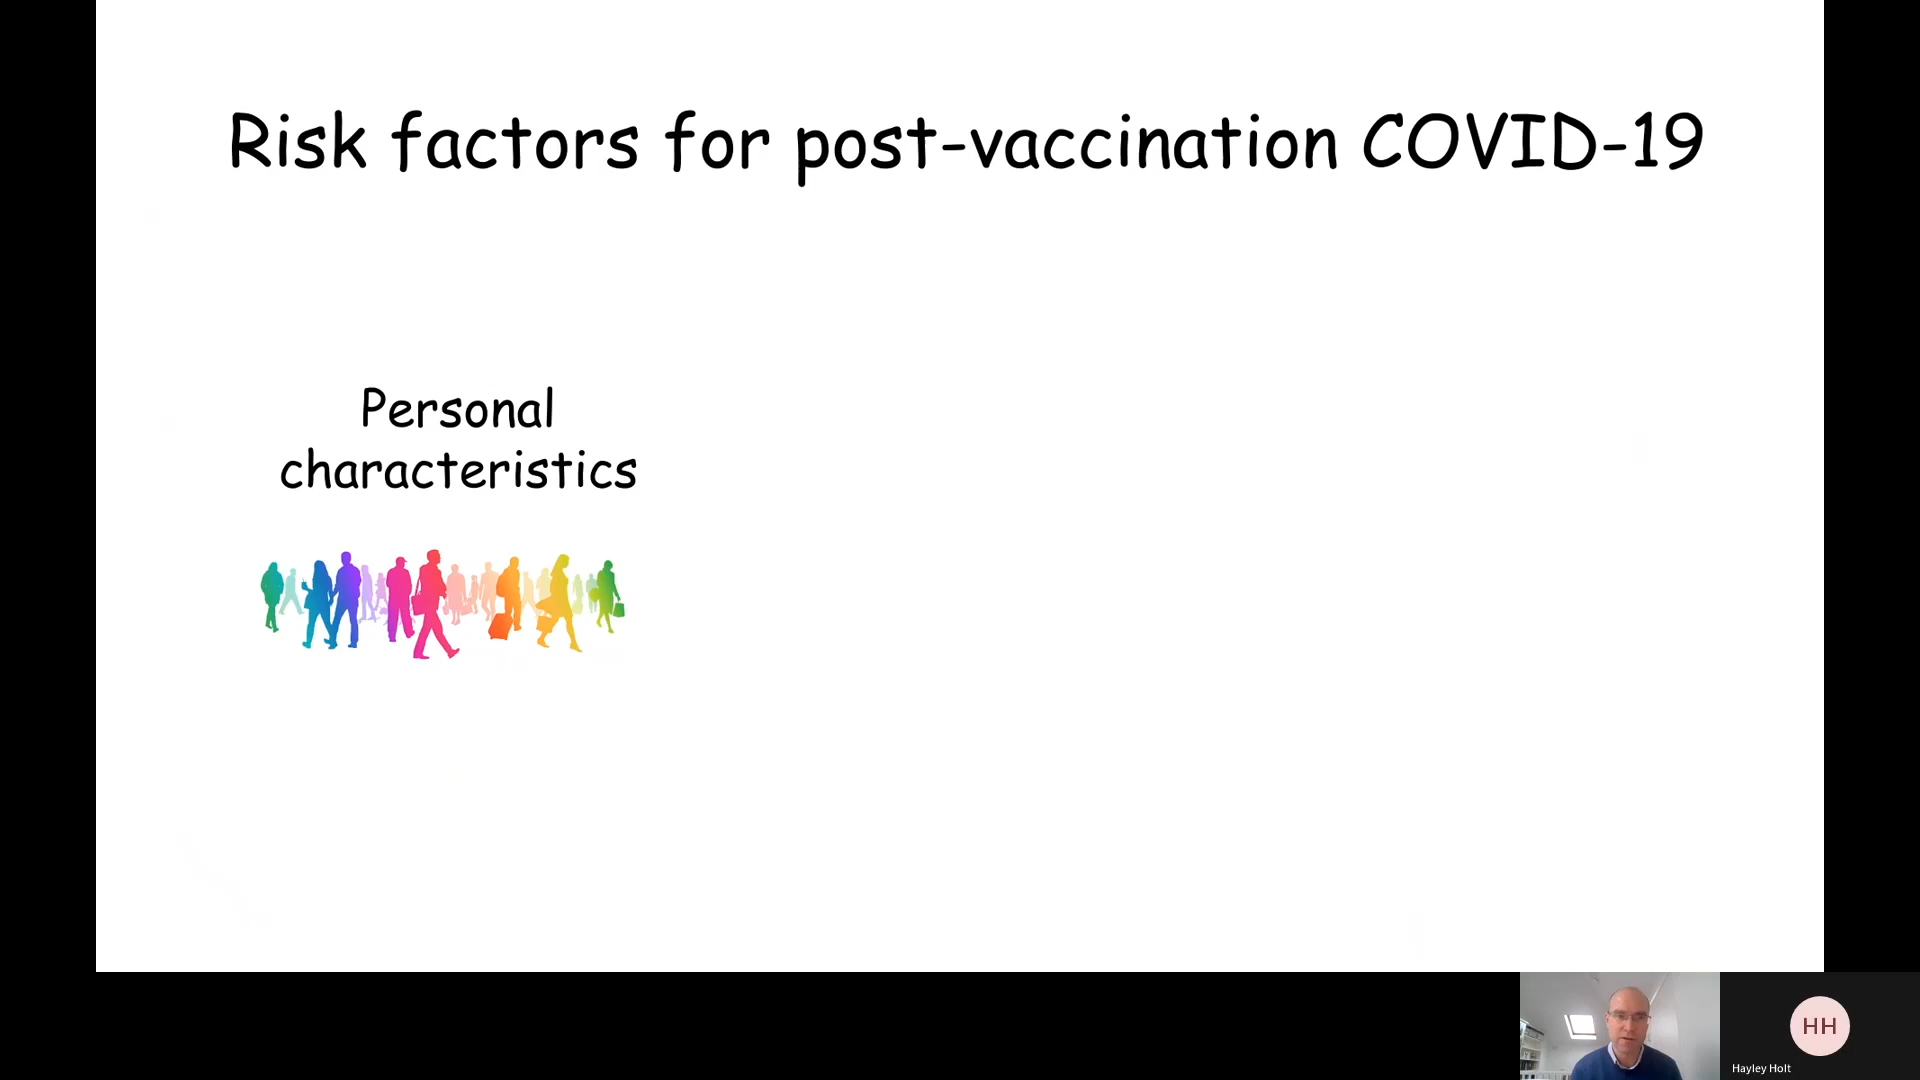 Risk factors for post-vaccination COVID-19
Personal
characteristics
HH
Hayley Holt